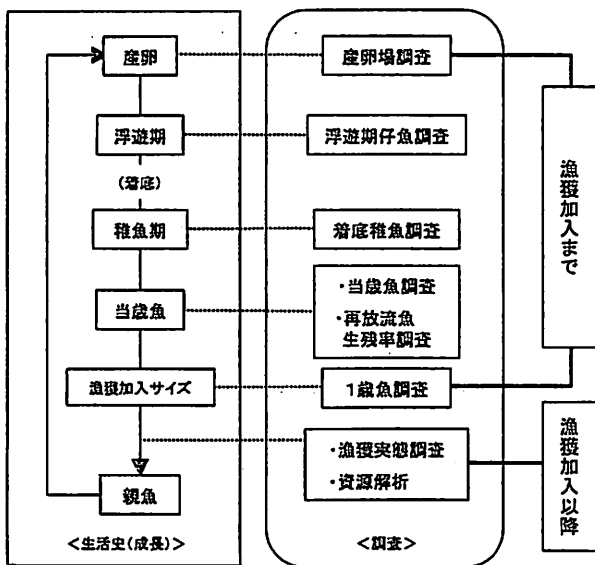 産卵
産卵場調査
浮遊期
浮遊期仔魚調査
(着底)
稚魚期
着底稚魚調査
当歳魚
・当歳魚調査
・再放流魚
生残率調査
漁獲加入サイズ
1歳魚調査
・漁獲実態調査
・資源解析
親魚
<生活史(成長)>
<調査>
漁獲加入まで
漁獲加入以降